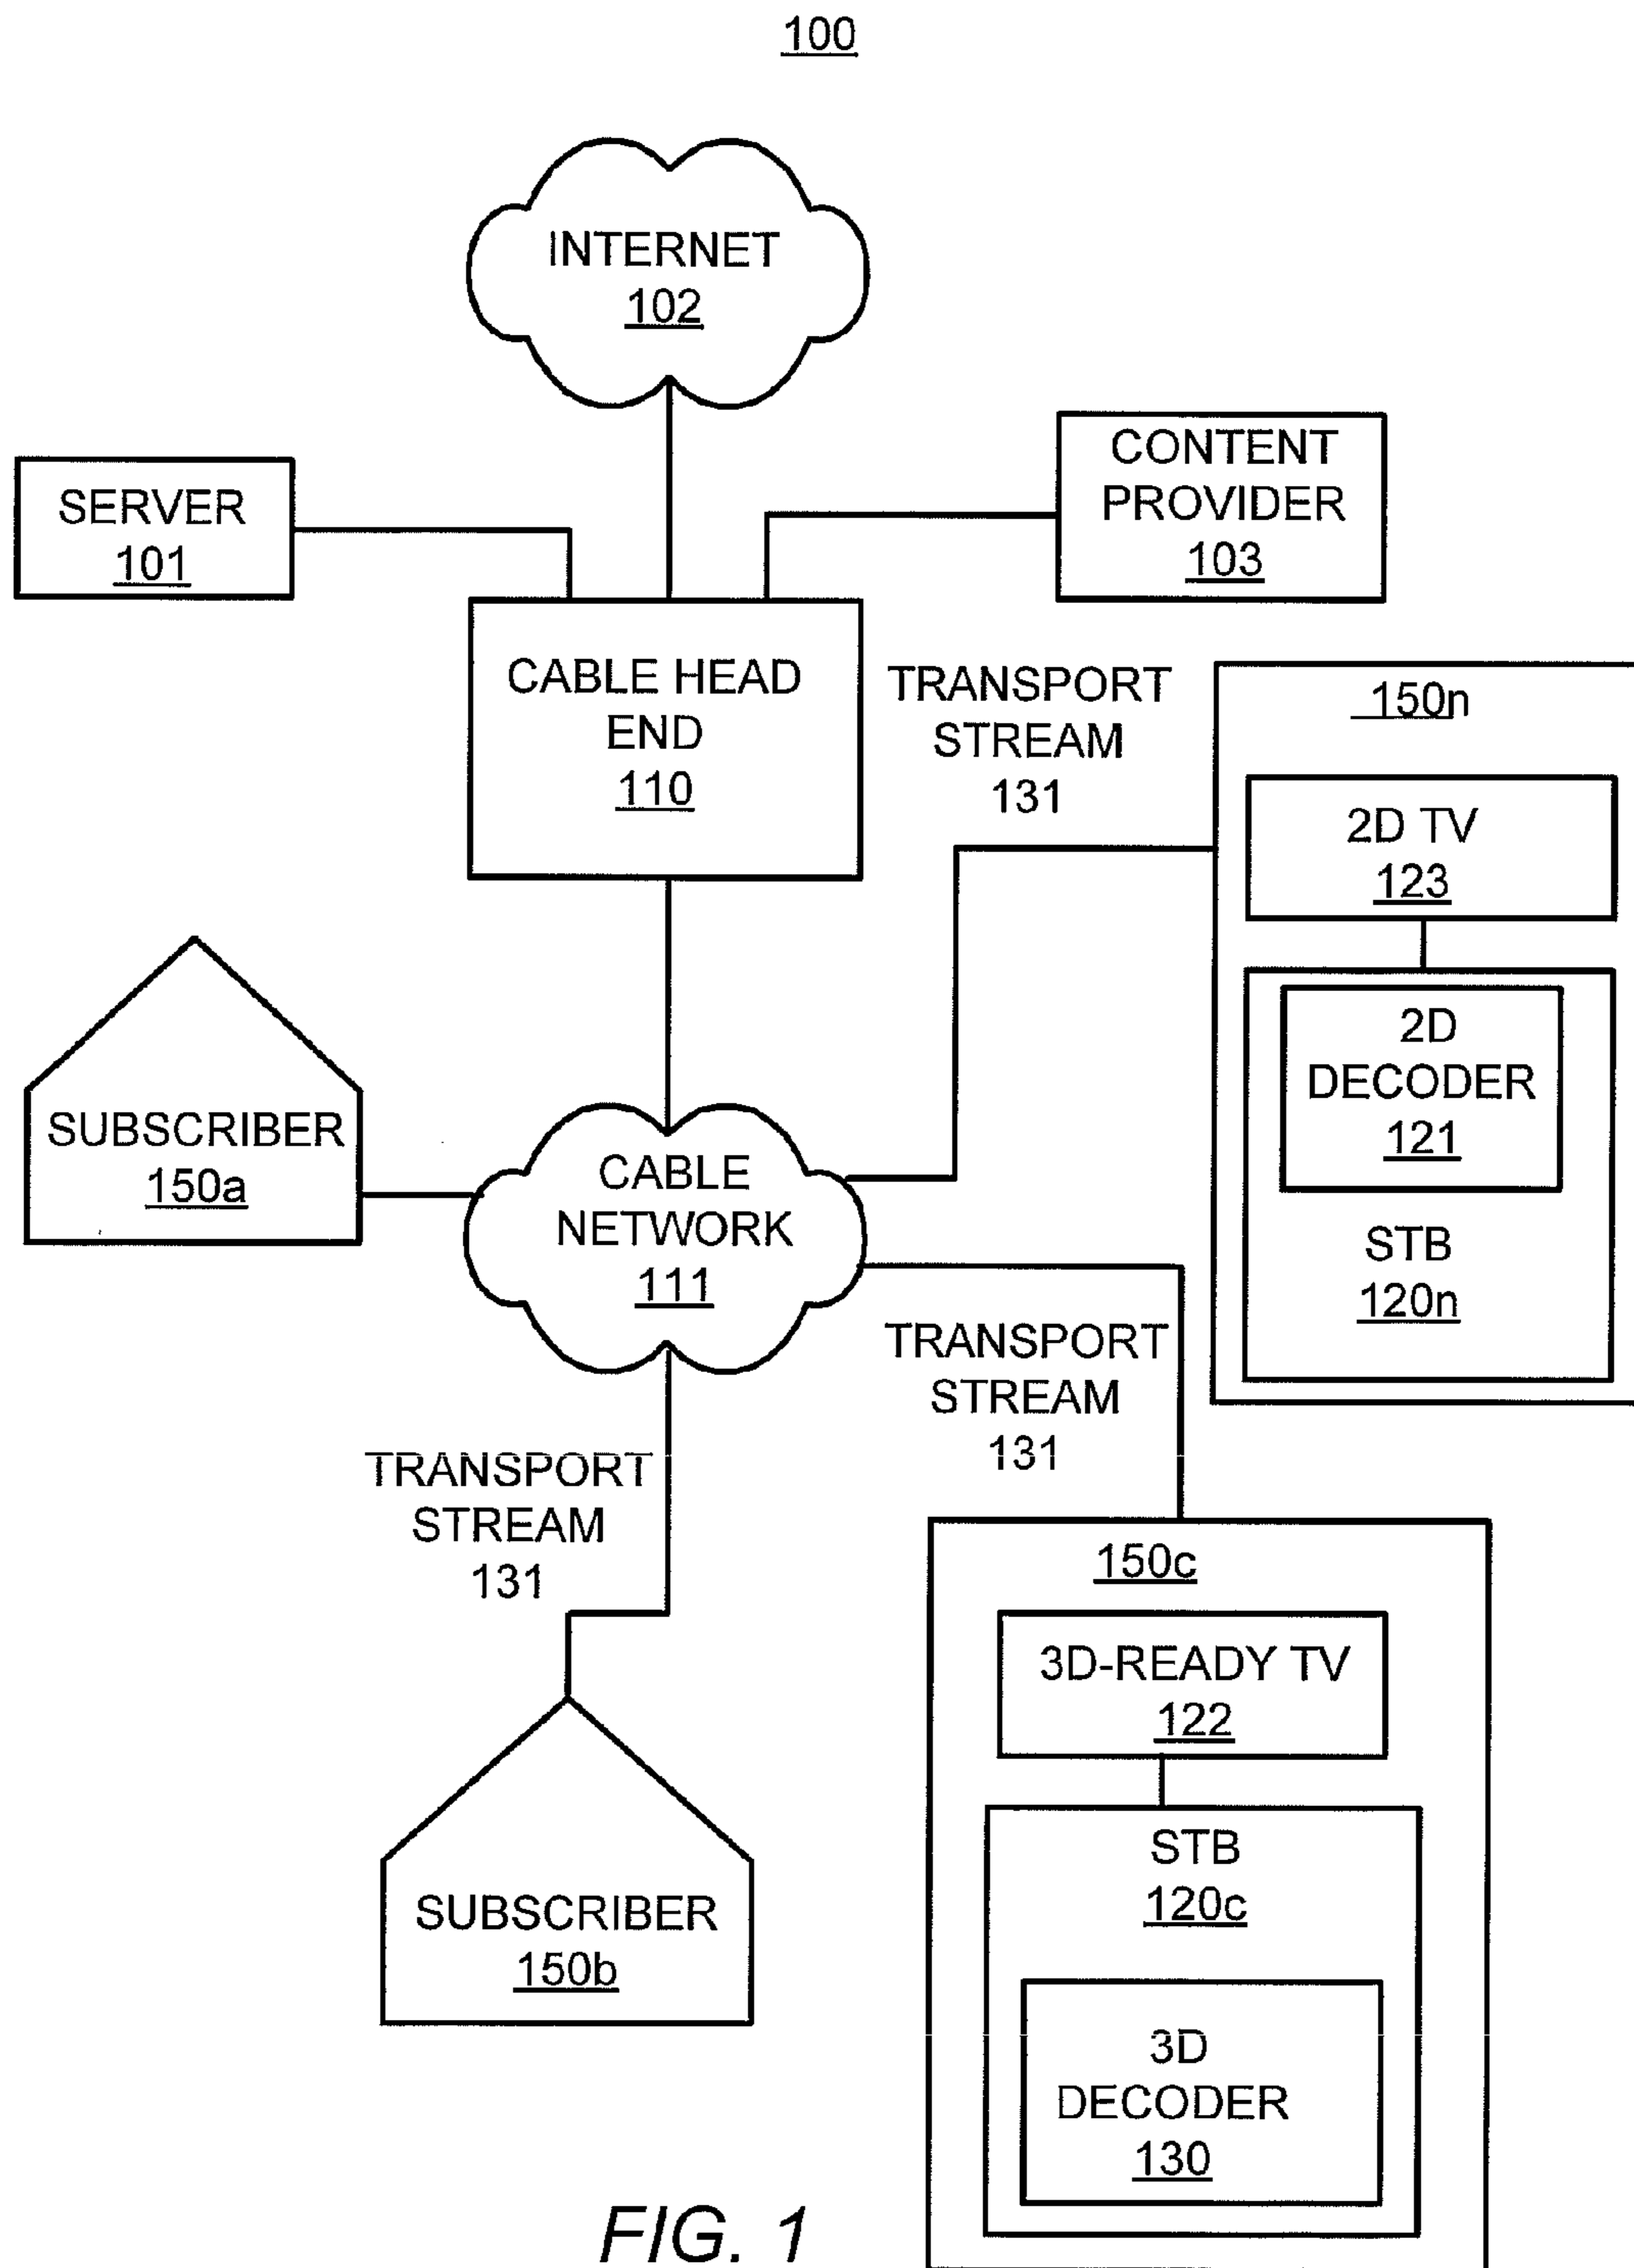 100
INTERNET
102
SERVER
101
CONTENT
PROVIDER
103
CABLE HEAD
END
110
TRANSPORT
STREAM
131
150n
2D TV
123
2D
DECODER
121
STB
120n
SUBSCRIBER
150a
CABLE
NETWORK
111
TRANSPORT
STREAM
131
TRANSPORT
STREAM
131
150c
3D-READY TV
122
STB
120c
3D
DECODER
130
SUBSCRIBER
150b
FIG. 1